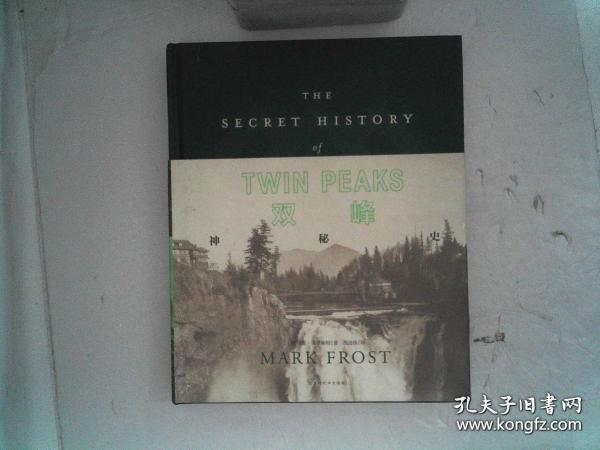 THE
SECRET HISTORY
of
TWIN PEAKS
双 峰
神 秘 史
MARK FROST
孔夫子旧书网
www.kongfz.com